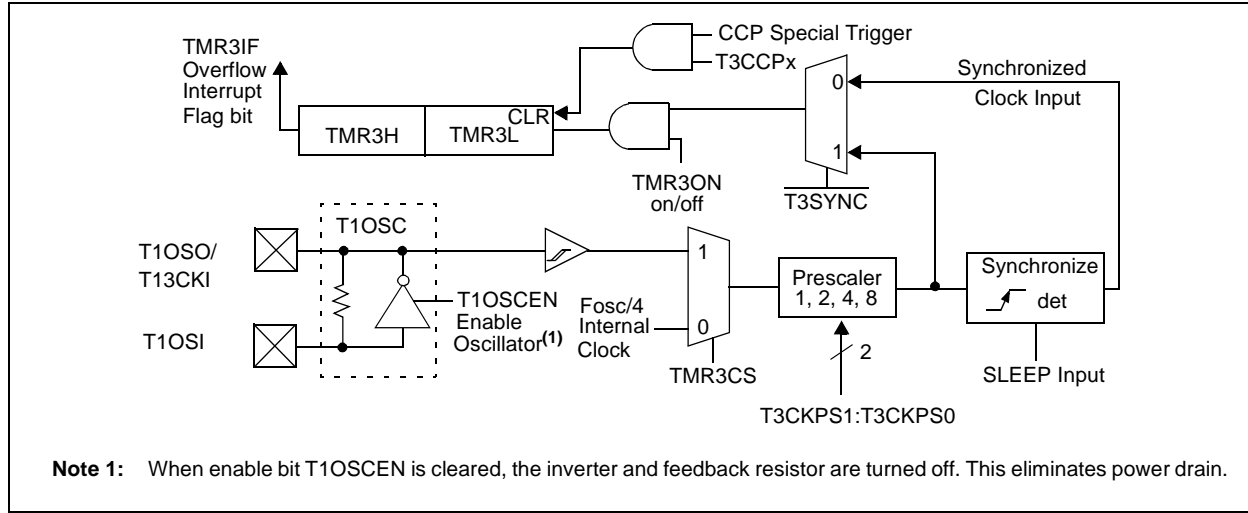 TMR3IF
Overflow
Interrupt
Flag bit
TMR3H
TMR3L
CLR
CCP Special Trigger
T3CCPx
TMR3ON
on/off
0
1
T3SYNC
Synchronized
Clock Input
T1OSO/
T13CKI
T1OSI
T1OSC
T1OSCEN
Enable
Oscillator(1)
Fosc/4
Internal
Clock
1
0
TMR3CS
Prescaler
1, 2, 4, 8
2
T3CKPS1:T3CKPS0
Synchronize
det
SLEEP Input
Note 1: When enable bit T1OSCEN is cleared, the inverter and feedback resistor are turned off. This eliminates power drain.